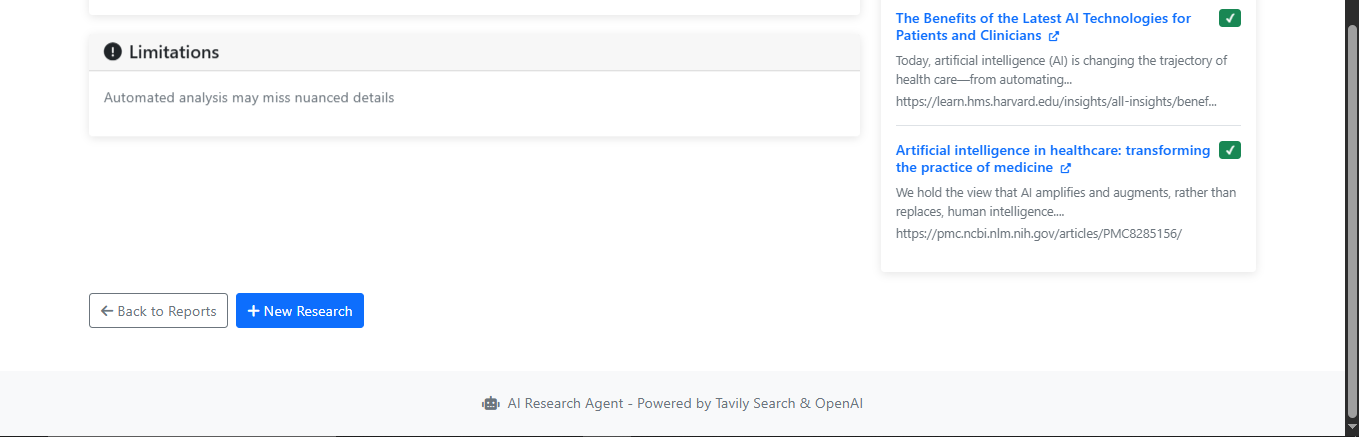 Limitations
Automated analysis may miss nuanced details
The Benefits of the Latest AI Technologies for
Patients and Clinicians
Today, artificial intelligence (AI) is changing the trajectory of
health care—from automating...
https://learn.hms.harvard.edu/insights/all-insights/benef...
Artificial intelligence in healthcare: transforming
the practice of medicine
We hold the view that AI amplifies and augments, rather than
replaces, human intelligence....
https://pmc.ncbi.nlm.nih.gov/articles/PMC8285156/
Back to Reports
New Research
AI Research Agent - Powered by Tavily Search & OpenAI